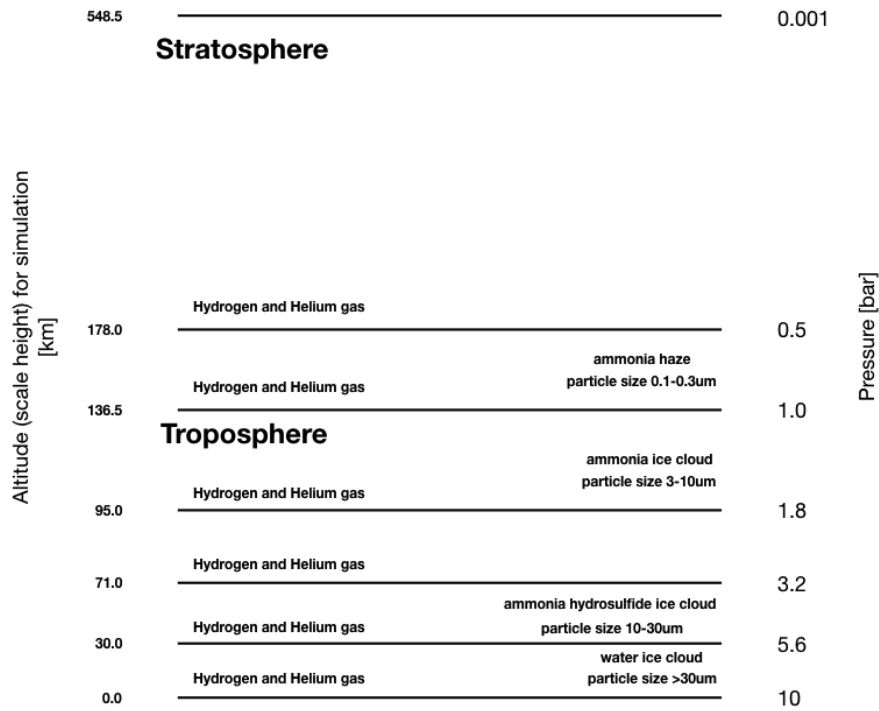 548.5
0.001
Stratosphere
Altitude (scale height) for simulation
[km]
Pressure [bar]
Hydrogen and Helium gas
178.0
0.5
ammonia haze
Hydrogen and Helium gas
particle size 0.1-0.3um
136.5
1.0
Troposphere
ammonia ice cloud
particle size 3-10um
Hydrogen and Helium gas
95.0
1.8
Hydrogen and Helium gas
71.0
3.2
ammonia hydrosulfide ice cloud
Hydrogen and Helium gas
particle size 10-30um
30.0
5.6
water ice cloud
Hydrogen and Helium gas
particle size >30um
0.0
10